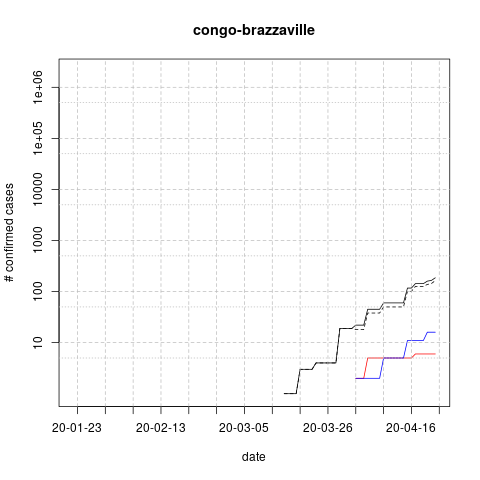 congo-brazzaville
# confirmed cases
1e+06
1e+05
10000
1000
100
10
20-01-23 20-02-13 20-03-05 20-03-26 20-04-16
date